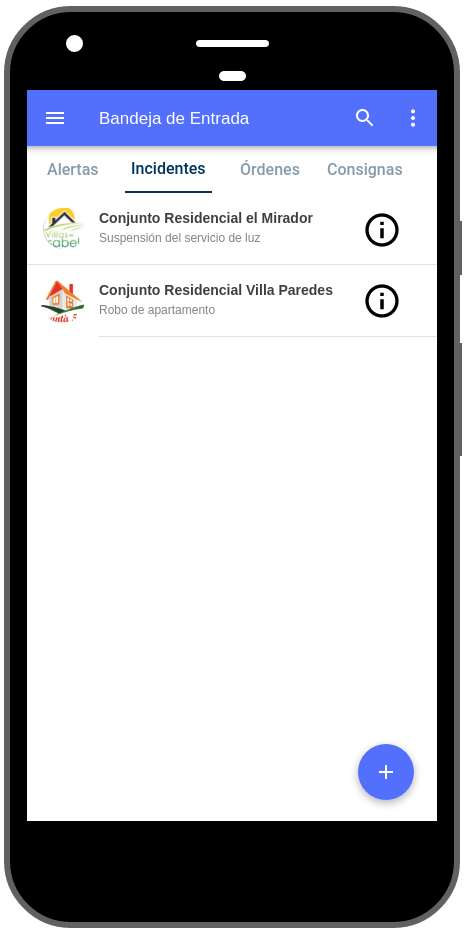 Bandeja de Entrada
Alertas Incidentes Órdenes Consignas
Conjunto Residencial el Mirador
Suspensión del servicio de luz
Villas de
Conjunto Residencial Villa Paredes
Robo de apartamento